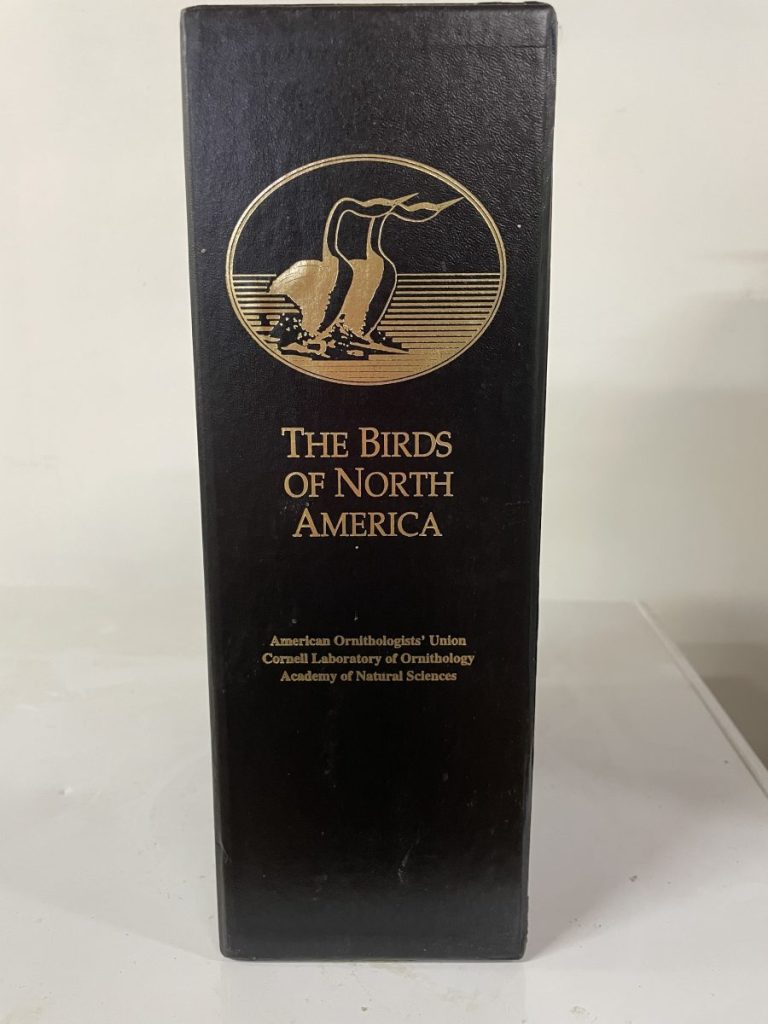 THE BIRDS
OF NORTH
AMERICA
American Ornithologists' Union
Cornell Laboratory of Ornithology
Academy of Natural Sciences